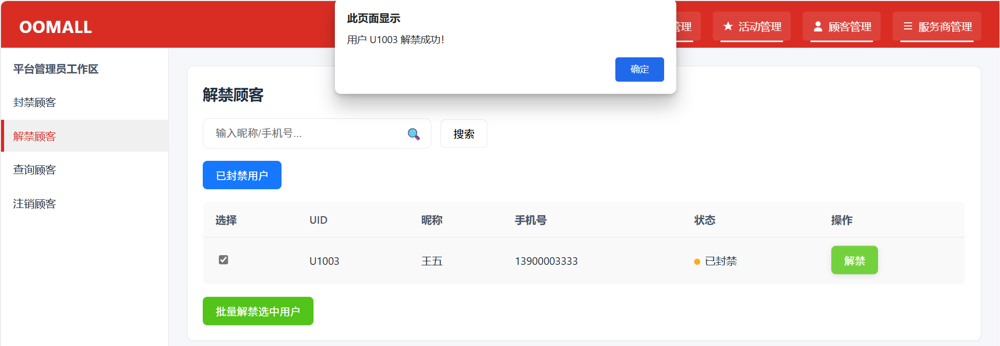 OOMALL
管理
活动管理
顾客管理
服务商管理
此页面显示
用户 U1003 解禁成功！
确定
平台管理员工作区
封禁顾客
解禁顾客
查询顾客
注销顾客
解禁顾客
输入昵称/手机号...
搜索
已封禁用户
选择 UID 昵称 手机号 状态 操作
U1003 王五 13900003333 已封禁 解禁
批量解禁选中用户